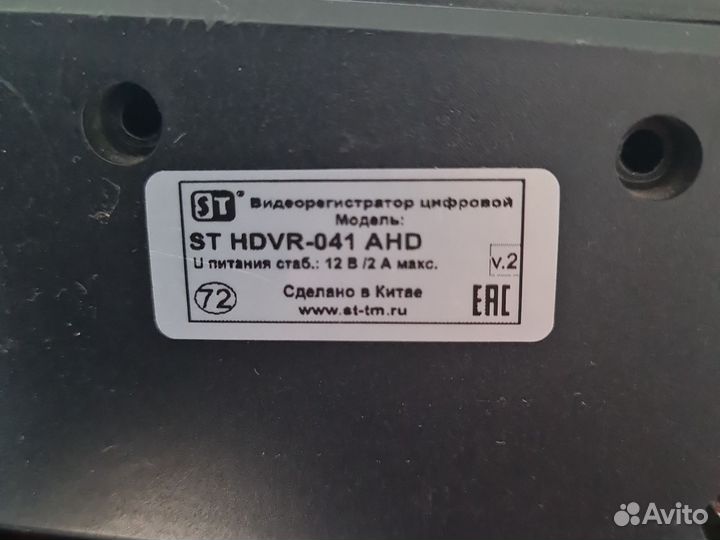 ST® Видеорегистратор цифровой
Модель:
ST HDVR-041 AHD
U питания стаб.: 12 В /2 А макс.
v.2
72
Сделано в Китае
www.st-tm.ru
EAC
Avito